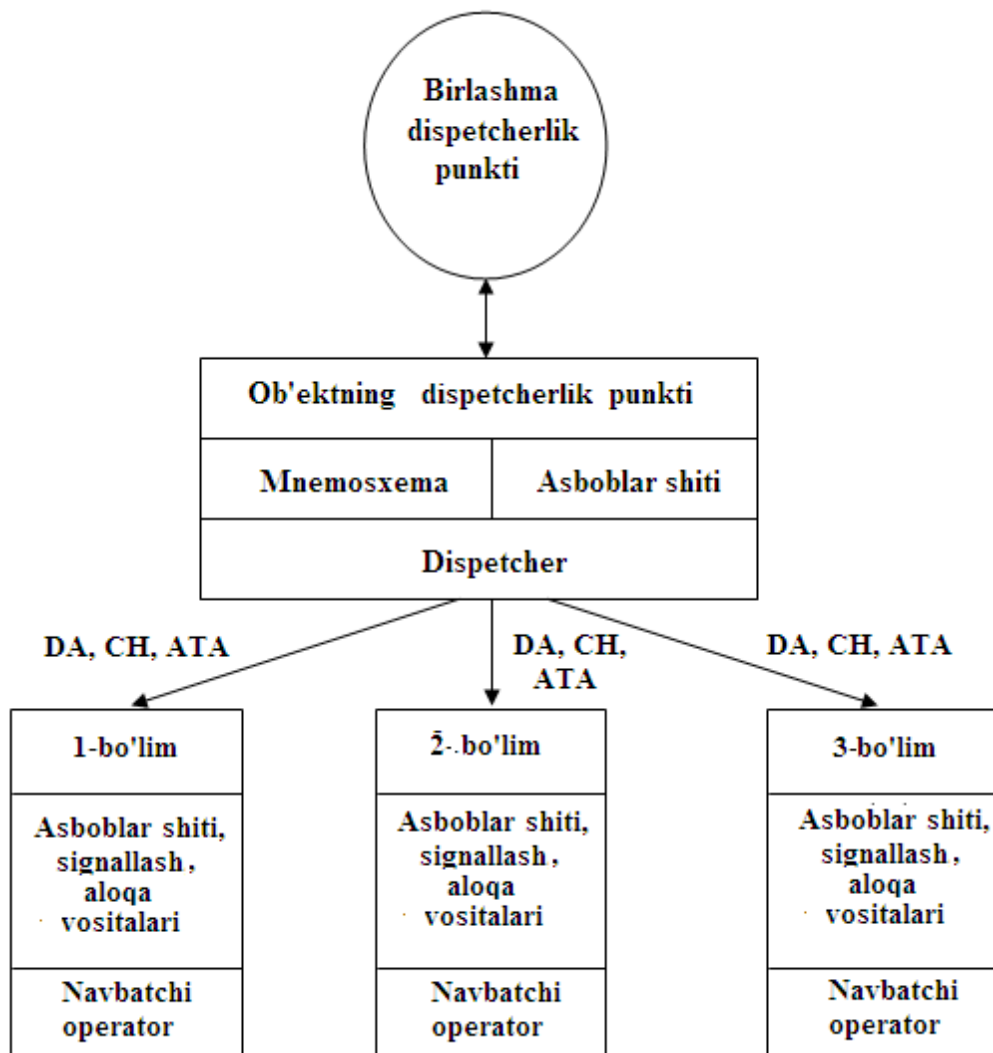 Birlashma
dispetcherlik
punkti
Ob'ektning dispetcherlik punkti
Mnemosxema
Asboblar shiti
Dispetcher
DA, CH, ATA
DA, CH,
ATA
DA, CH, ATA
1-bo'lim
Asboblar shiti,
signallash,
aloqa
vositalari
Navbatchi
operator
2-.bo'lim
Asboblar shiti,
signallash,
aloqa
vositalari
Navbatchi
operator
3-bo'lim
Asboblar shiti,
signallash,
aloqa
vositalari
Navbatchi
operator